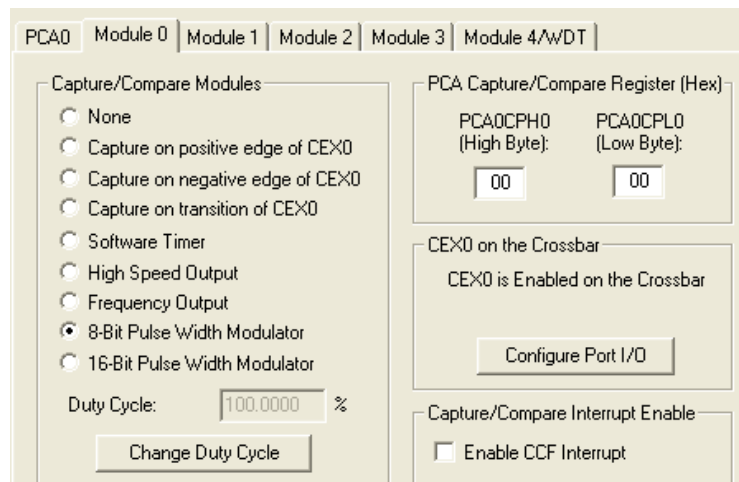 PCA0 Module 0 Module 1 Module 2 Module 3 Module 4/WDT
Capture/Compare Modules
None
Capture on positive edge of CEX0
Capture on negative edge of CEX0
Capture on transition of CEX0
Software Timer
High Speed Output
Frequency Output
8-Bit Pulse Width Modulator
16-Bit Pulse Width Modulator
Duty Cycle: 100.0000 %
Change Duty Cycle
PCA Capture/Compare Register (Hex)
PCA0CPH0 PCA0CPL0
(High Byte): (Low Byte):
00 00
CEX0 on the Crossbar
CEX0 is Enabled on the Crossbar
Configure Port I/O
Capture/Compare Interrupt Enable
Enable CCF Interrupt